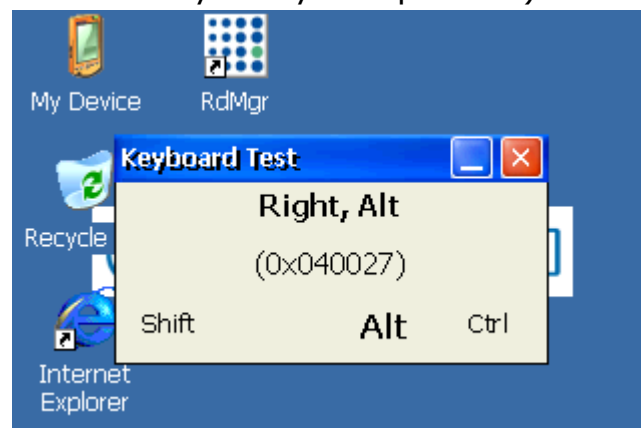 My Device
RdMgr
Keyboard Test
Right, Alt
Recycle
(0x040027)
Shift
Alt
Ctrl
Internet
Explorer